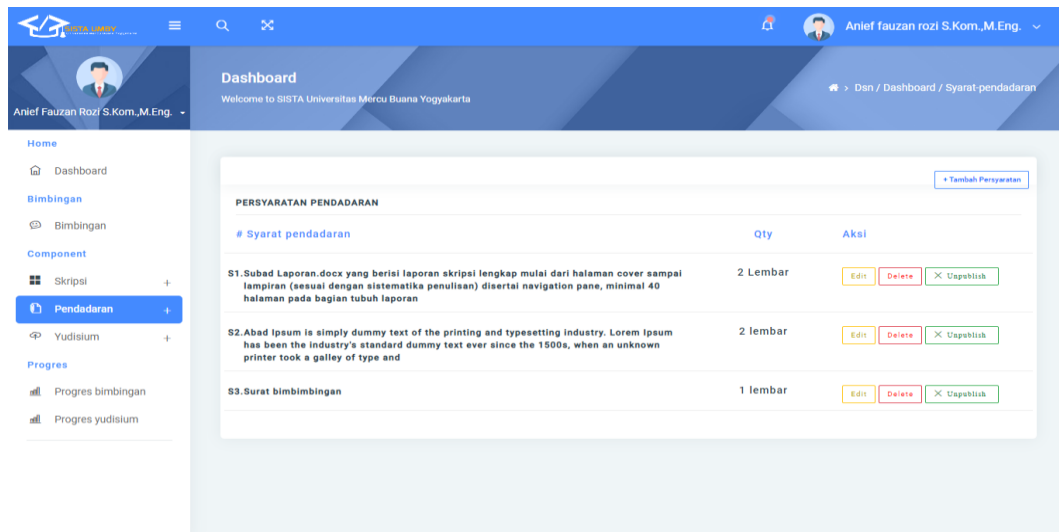 SISTA UMBY
Anief fauzan rozi S.Kom.,M.Eng.
Anief Fauzan Rozi S.Kom.,M.Eng.
Dashboard
Welcome to SISTA Universitas Mercu Buana Yogyakarta
> Dsn / Dashboard / Syarat-pendadaran
Home
Dashboard
Bimbingan
Bimbingan
Component
Skripsi +
Pendadaran +
Yudisium +
Progres
Progres bimbingan
Progres yudisium
+ Tambah Persyaratan
PERSYARATAN PENDADARAN
# Syarat pendadaran Qty Aksi
S1.Subad Laporan.docx yang berisi laporan skripsi lengkap mulai dari halaman cover sampai
lampiran (sesuai dengan sistematika penulisan) disertai navigation pane, minimal 40
halaman pada bagian tubuh laporan
2 Lembar
Edit Delete × Unpublish
S2.Abad Ipsum is simply dummy text of the printing and typesetting industry. Lorem Ipsum
has been the industry's standard dummy text ever since the 1500s, when an unknown
printer took a galley of type and
2 lembar
Edit Delete × Unpublish
S3.Surat bimbimbingan
1 lembar
Edit Delete × Unpublish